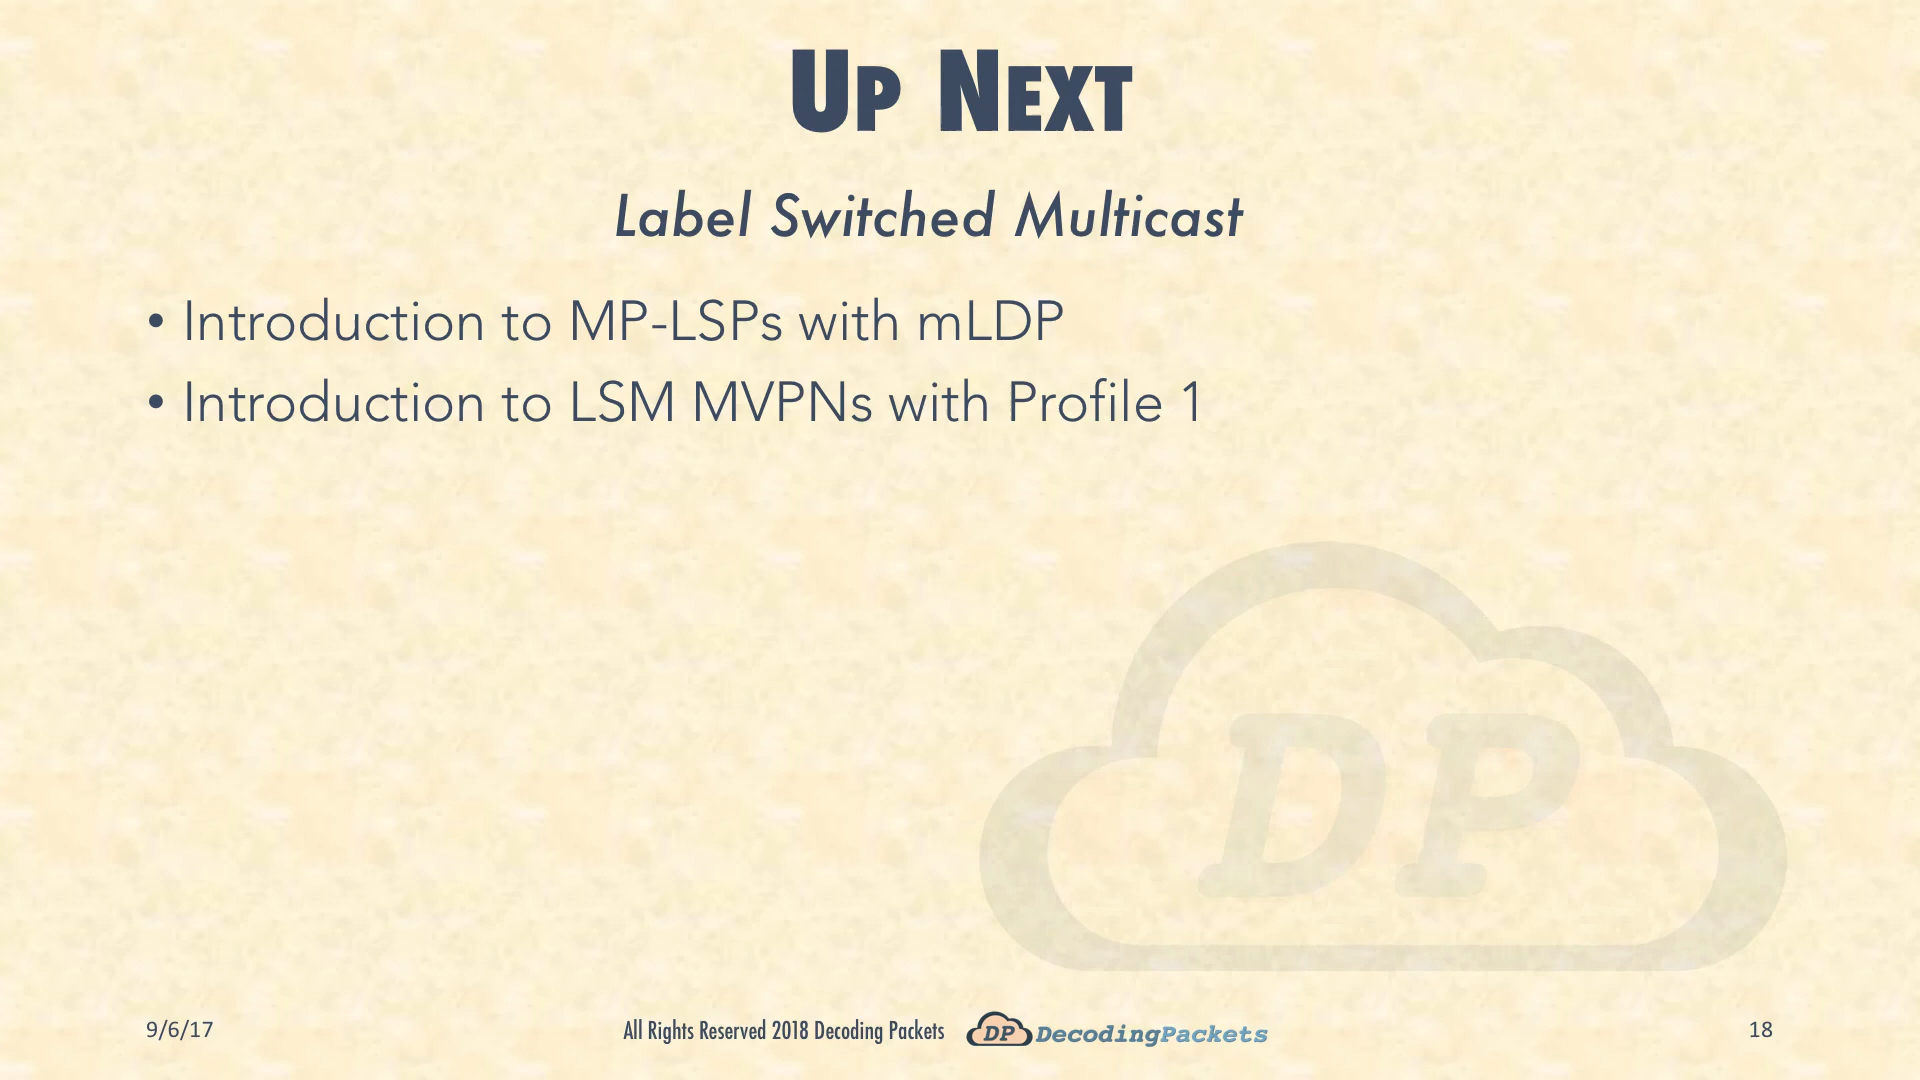 Up Next
Label Switched Multicast
• Introduction to MP-LSPs with mLDP
• Introduction to LSM MVPNs with Profile 1
DP
9/6/17
All Rights Reserved 2018 Decoding Packets
DP DecodingPackets
18